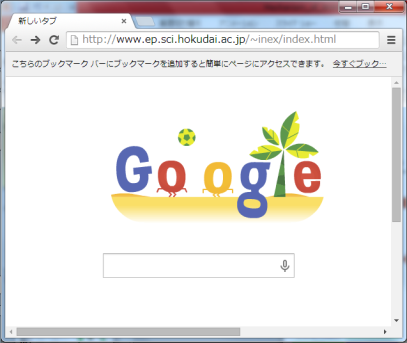 新しいタブ
http://www.ep.sci.hokudai.ac.jp/~inex/index.html
こちらのブックマーク バーにブックマークを追加すると簡単にページにアクセスできます。 今すぐブック…
Google